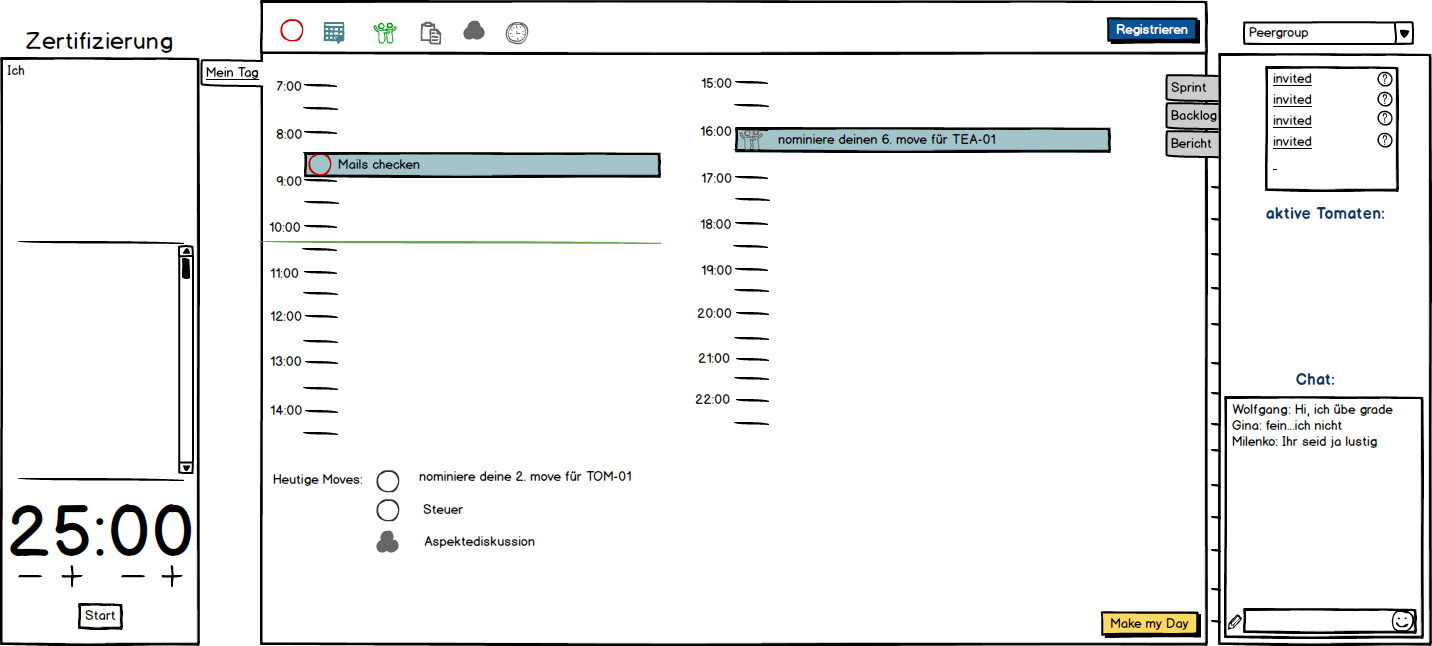 Zertifizierung
Ich
25:00
− + − +
Start
Mein Tag
Registrieren
7:00
8:00
Mails checken
9:00
10:00
11:00
12:00
13:00
14:00
15:00
16:00
nominiere deinen 6. move für TEA-01
17:00
18:00
19:00
20:00
21:00
22:00
Heutige Moves:
nominiere deine 2. move für TOM-01
Steuer
Aspektediskussion
Make my Day
Sprint
Backlog
Bericht
Peergroup
invited ?
invited ?
invited ?
invited ?
-
aktive Tomaten:
Chat:
Wolfgang: Hi, ich übe grade
Gina: fein...ich nicht
Milenko: Ihr seid ja lustig